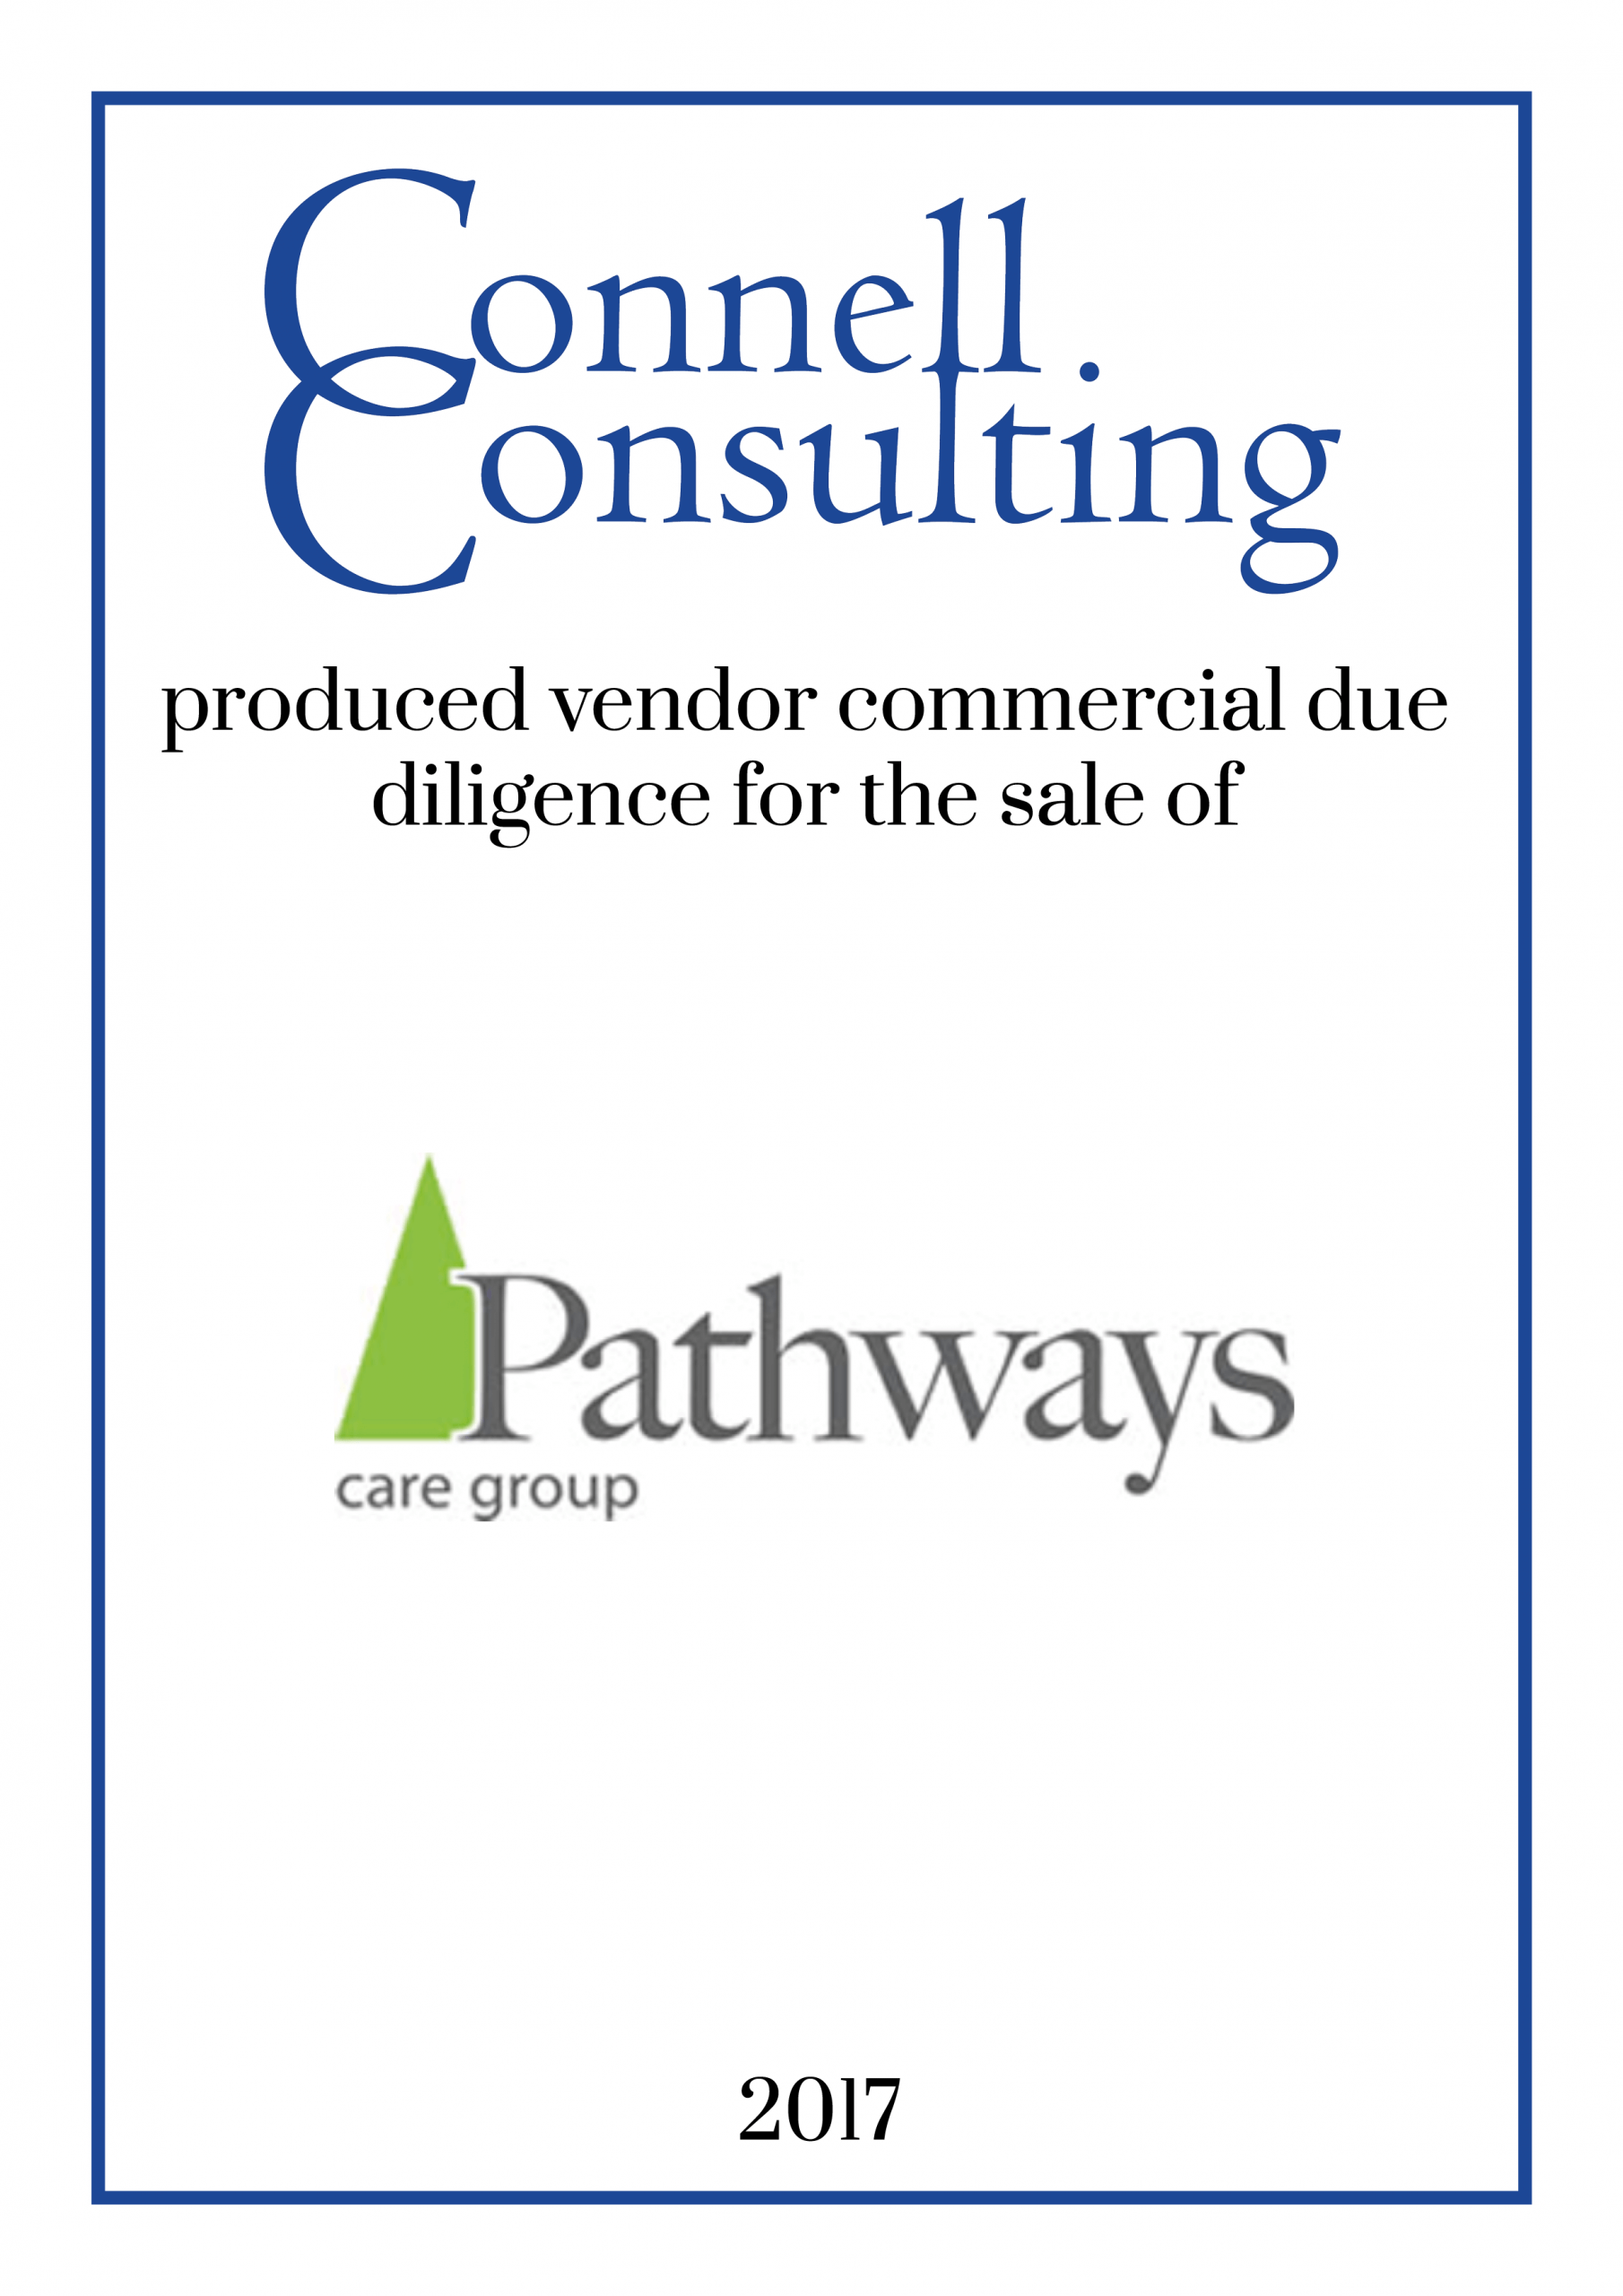 Connell
Consulting
produced vendor commercial due
diligence for the sale of
Pathways
care group
2017